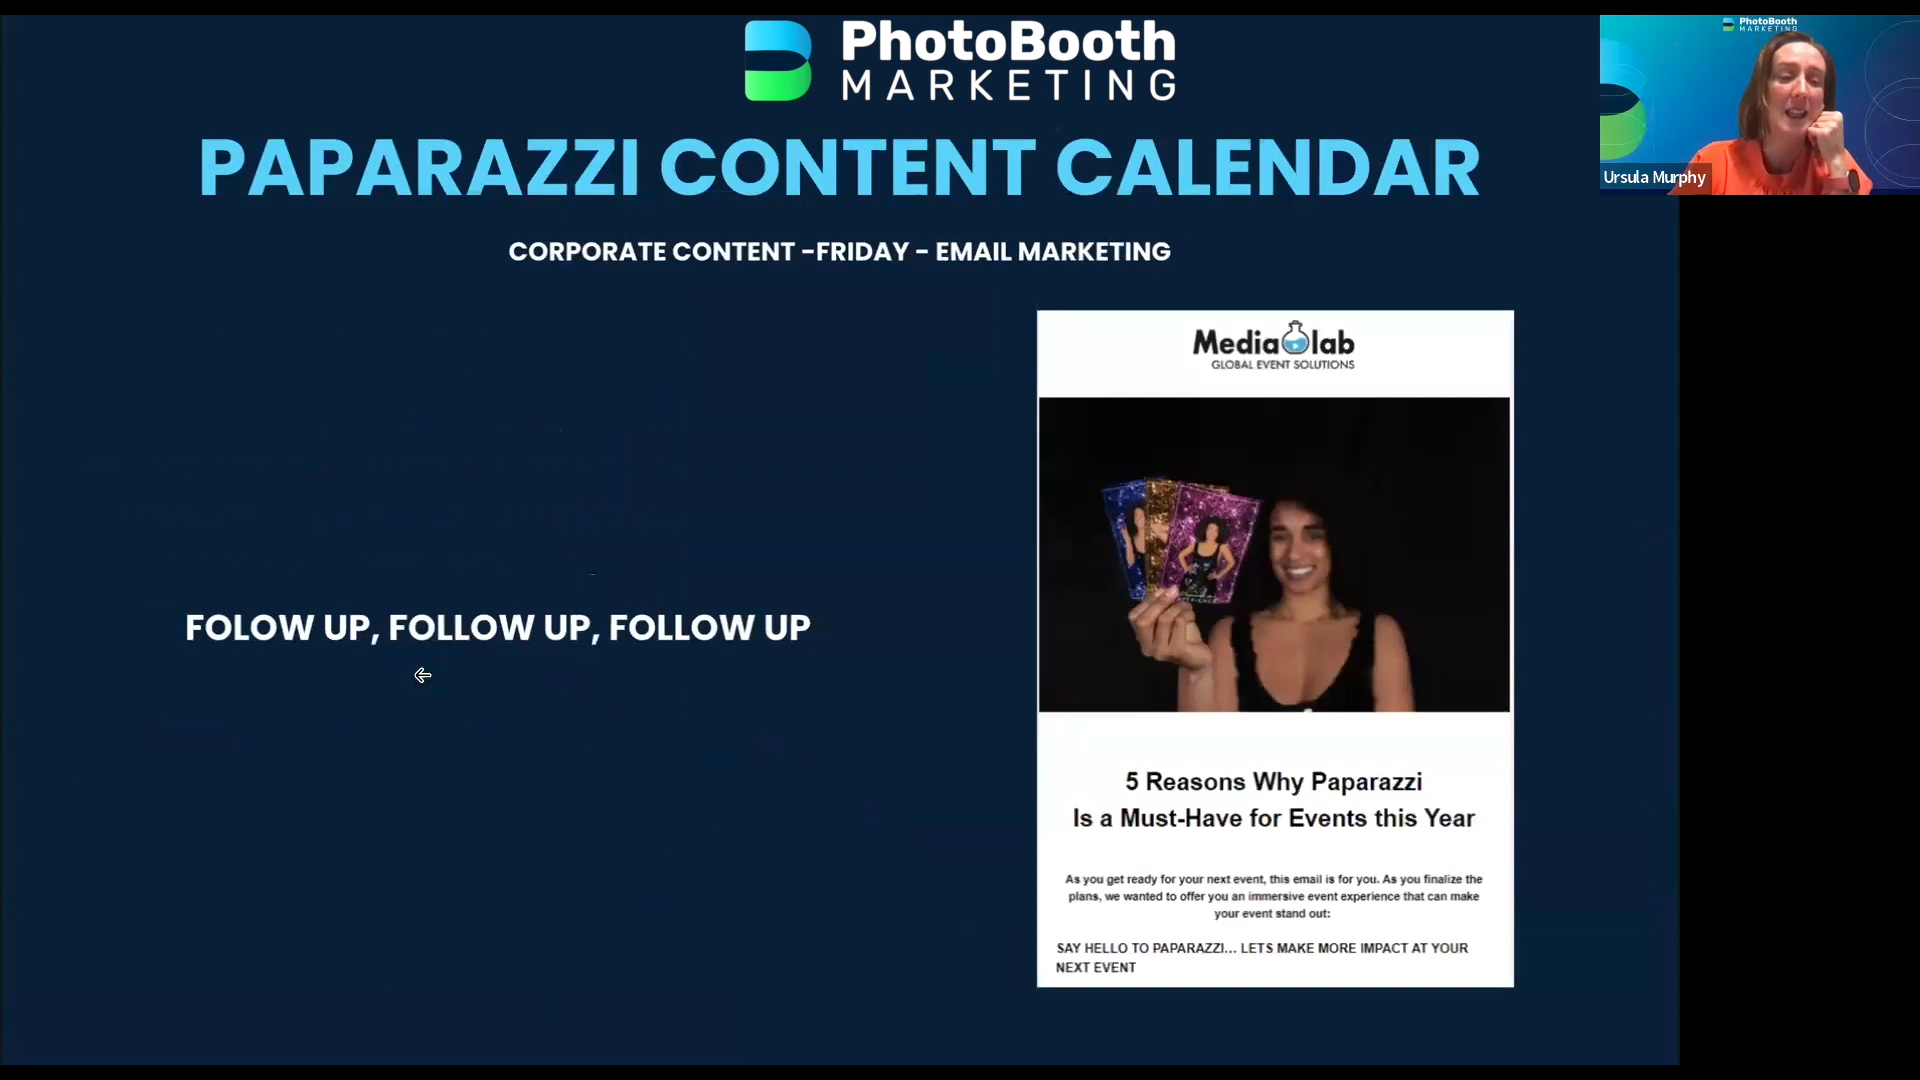 PhotoBooth
MARKETING
PhotoBooth
MARKETING
Ursula Murphy
PAPARAZZI CONTENT CALENDAR
CORPORATE CONTENT -FRIDAY - EMAIL MARKETING
FOLOW UP, FOLLOW UP, FOLLOW UP
Media lab
GLOBAL EVENT SOLUTIONS
5 Reasons Why Paparazzi
Is a Must-Have for Events this Year
As you get ready for your next event, this email is for you. As you finalize the
plans, we wanted to offer you an immersive event experience that can make
your event stand out:
SAY HELLO TO PAPARAZZI... LETS MAKE MORE IMPACT AT YOUR
NEXT EVENT